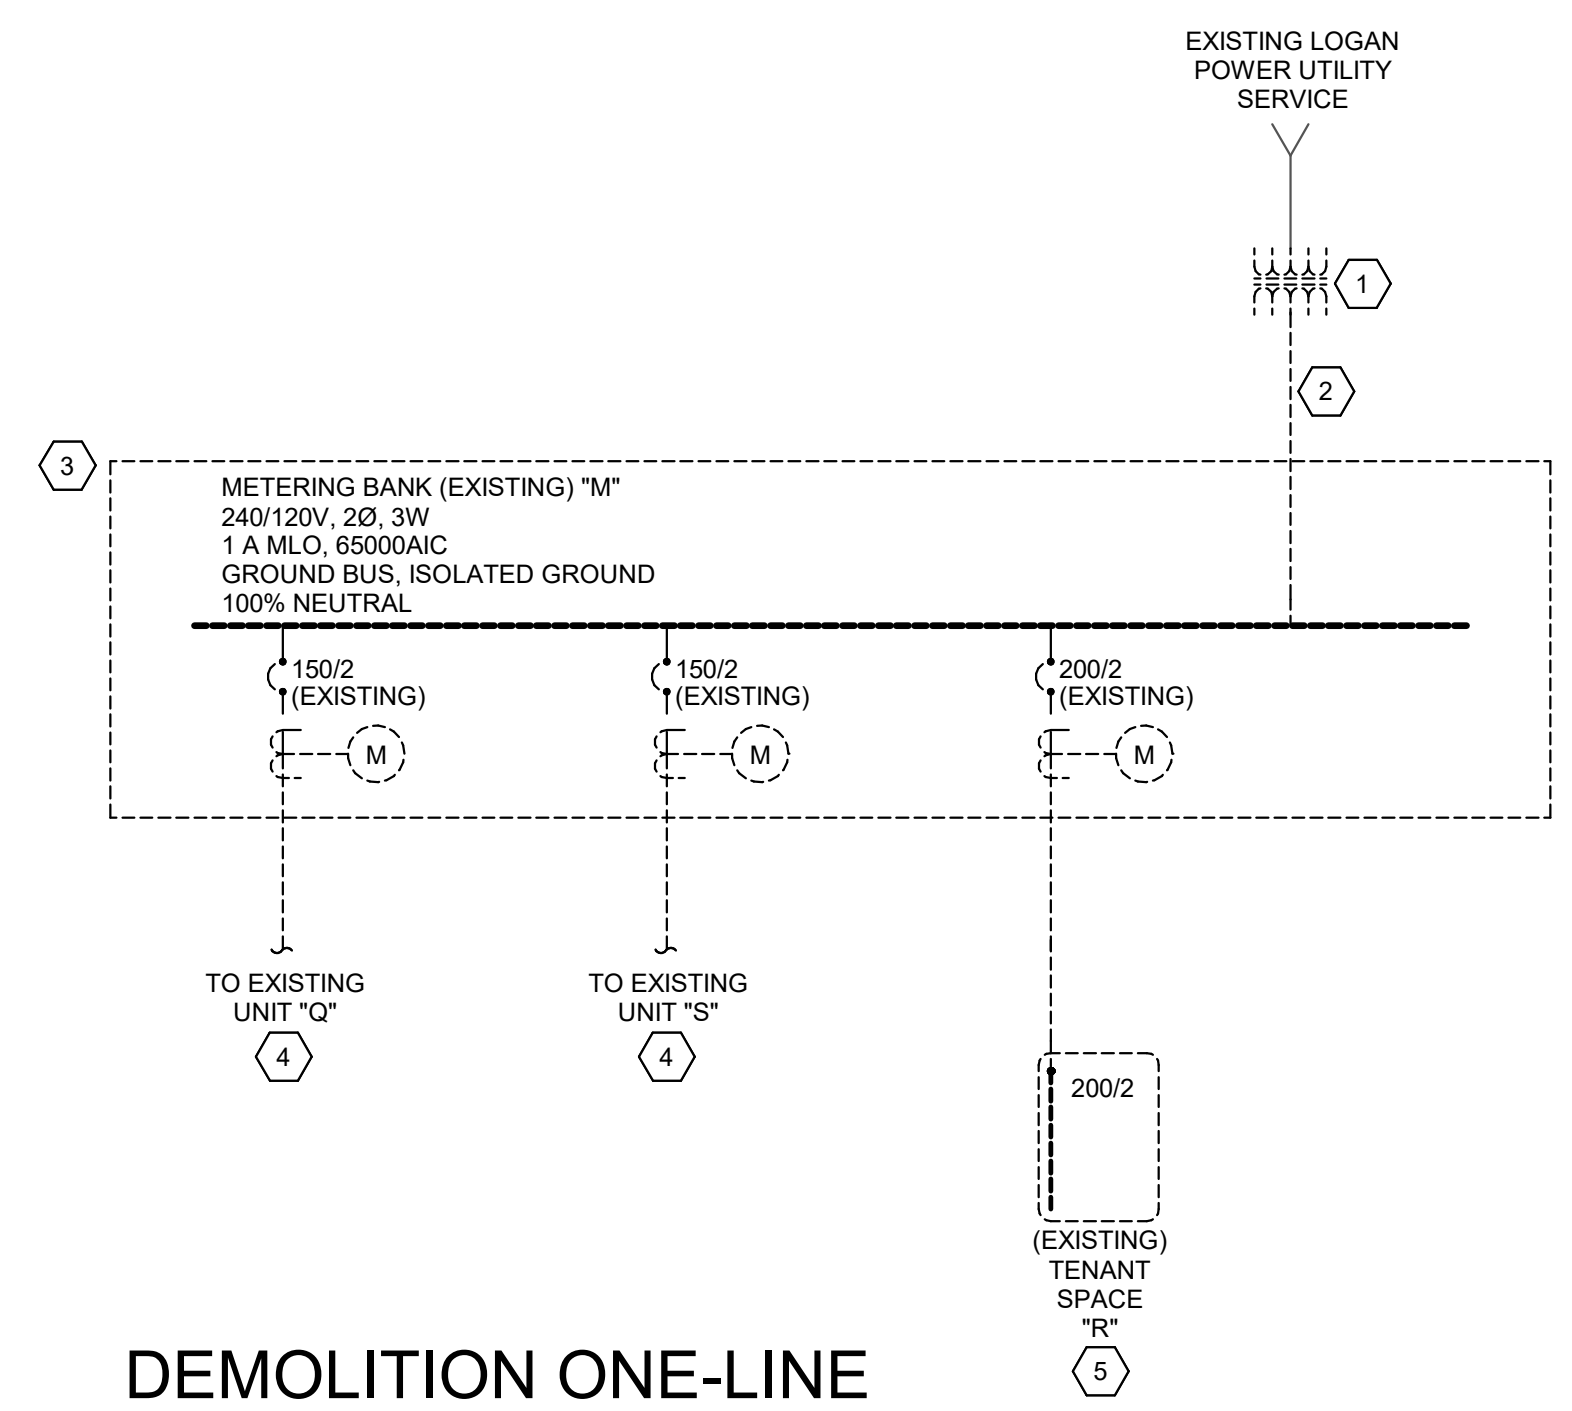 EXISTING LOGAN
POWER UTILITY
SERVICE
1
2
3
METERING BANK (EXISTING) "M"
240/120V, 2Ø, 3W
1 A MLO, 65000AIC
GROUND BUS, ISOLATED GROUND
100% NEUTRAL
150/2
(EXISTING)
M
150/2
(EXISTING)
M
200/2
(EXISTING)
M
TO EXISTING
UNIT "Q"
4
TO EXISTING
UNIT "S"
4
200/2
(EXISTING)
TENANT
SPACE
"R"
5
DEMOLITION ONE-LINE